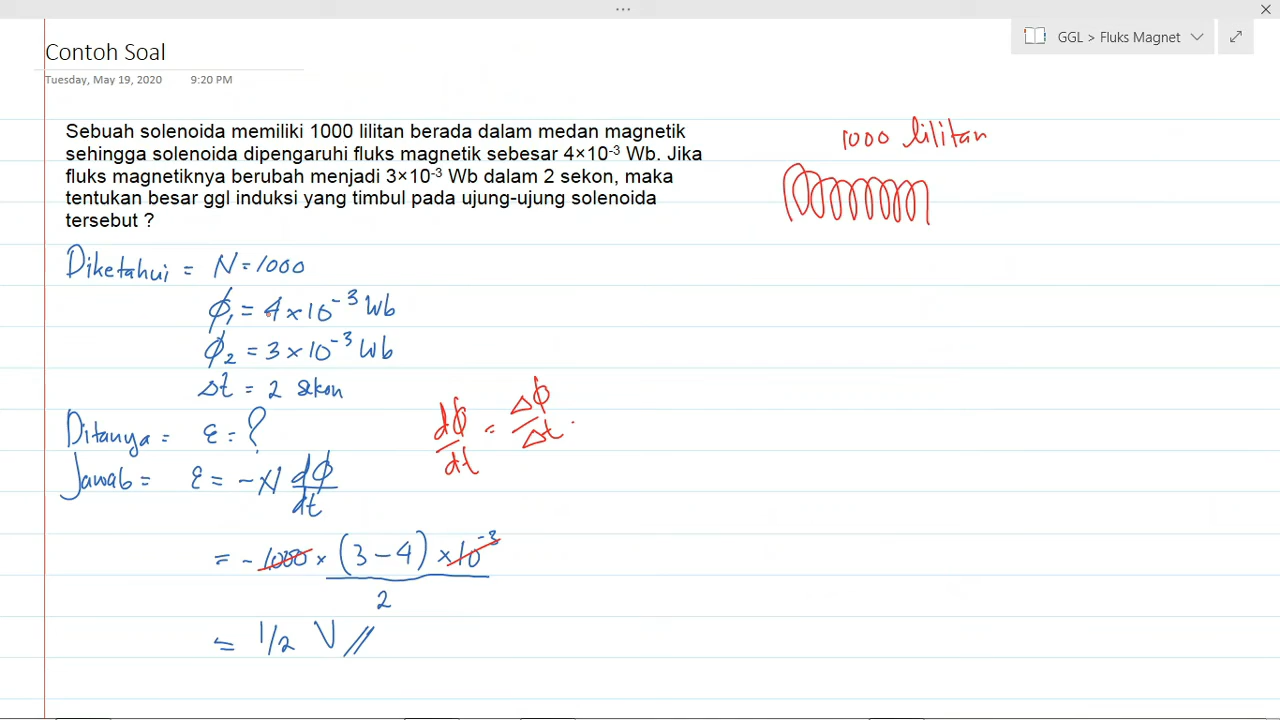 Contoh Soal
Tuesday, May 19, 2020 9:20 PM
GGL > Fluks Magnet
Sebuah solenoida memiliki 1000 lilitan berada dalam medan magnetik
sehingga solenoida dipengaruhi fluks magnetik sebesar 4×10⁻³ Wb. Jika
fluks magnetiknya berubah menjadi 3×10⁻³ Wb dalam 2 sekon, maka
tentukan besar ggl induksi yang timbul pada ujung-ujung solenoida
tersebut ?
1000 lilitan
Diketahui = N = 1000
ϕ₁ = 4 × 10⁻³ Wb
ϕ₂ = 3 × 10⁻³ Wb
Δt = 2 sekon
Ditanya = ε = ?
Jawab = ε = -N dϕ/dt
dϕ/dt = Δϕ/Δt
= -1000 × (3 - 4) × 10⁻³
2
= 1/2 V //